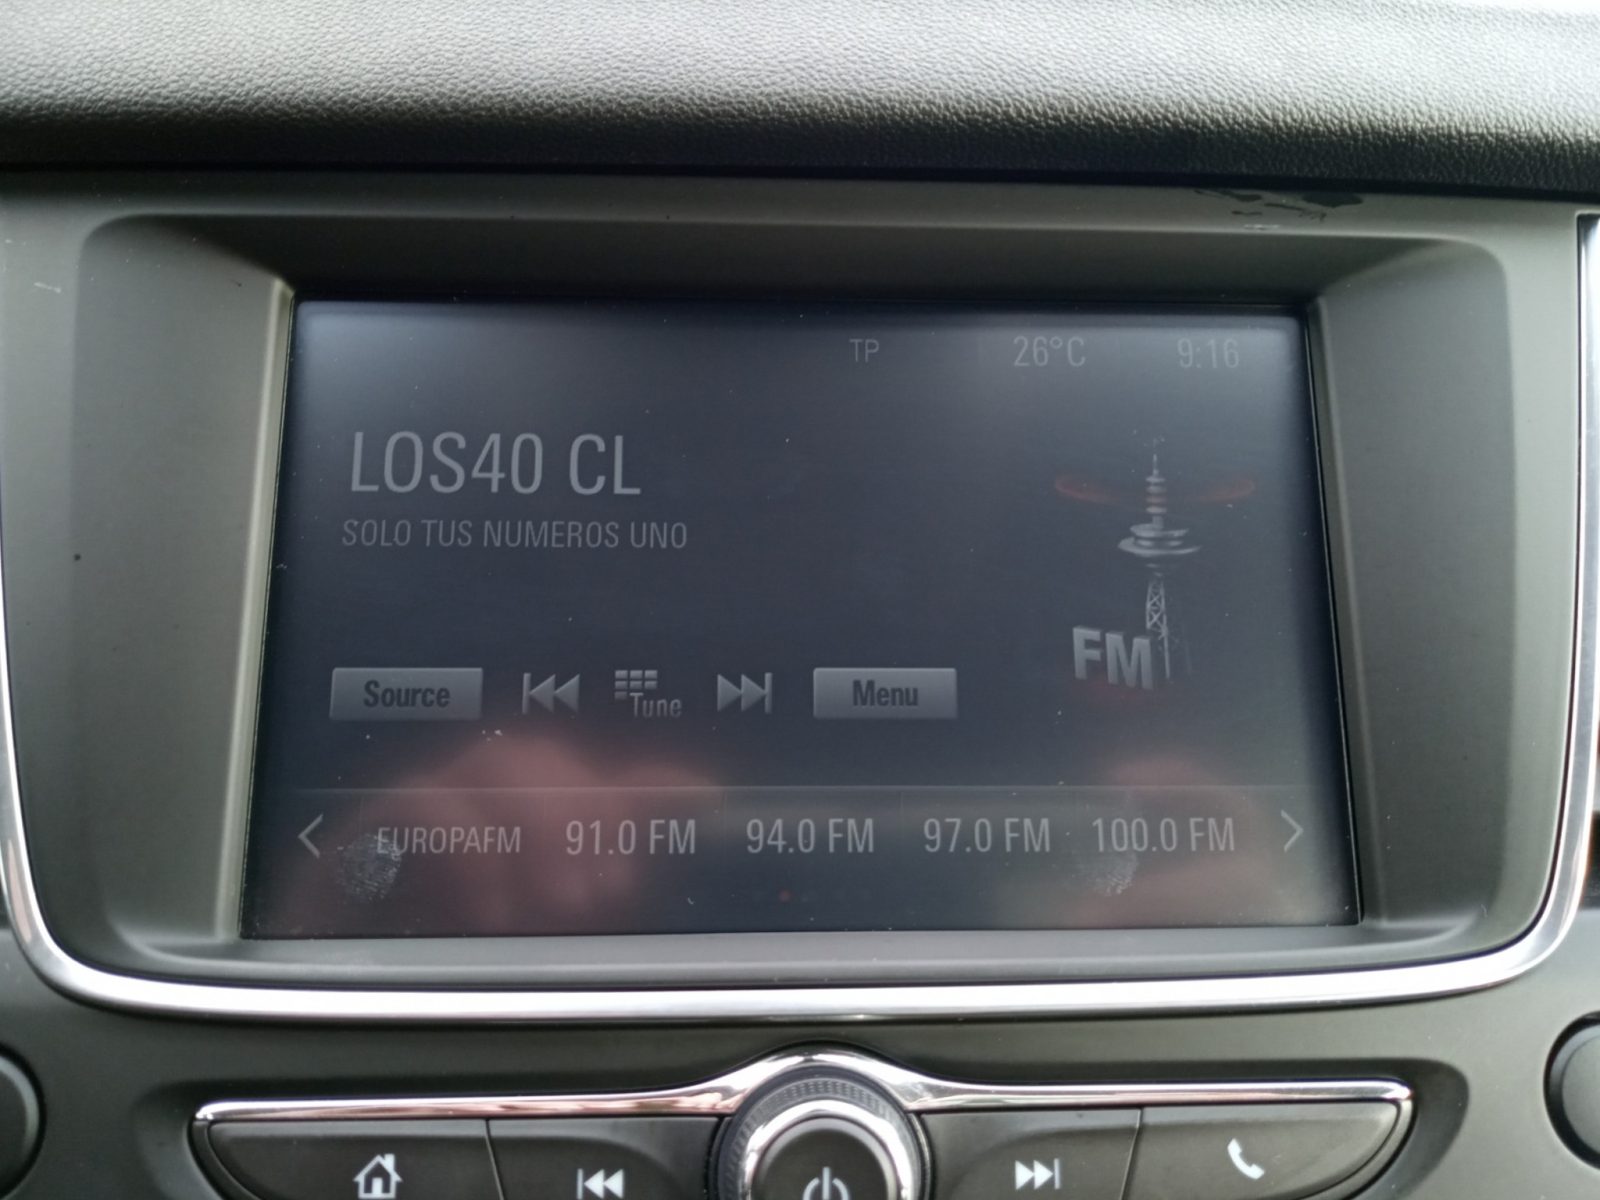 TP 26°C 9:16
LOS40 CL
SOLO TUS NUMEROS UNO
FM
Source Tune Menu
EUROPAFM 91.0 FM 94.0 FM 97.0 FM 100.0 FM